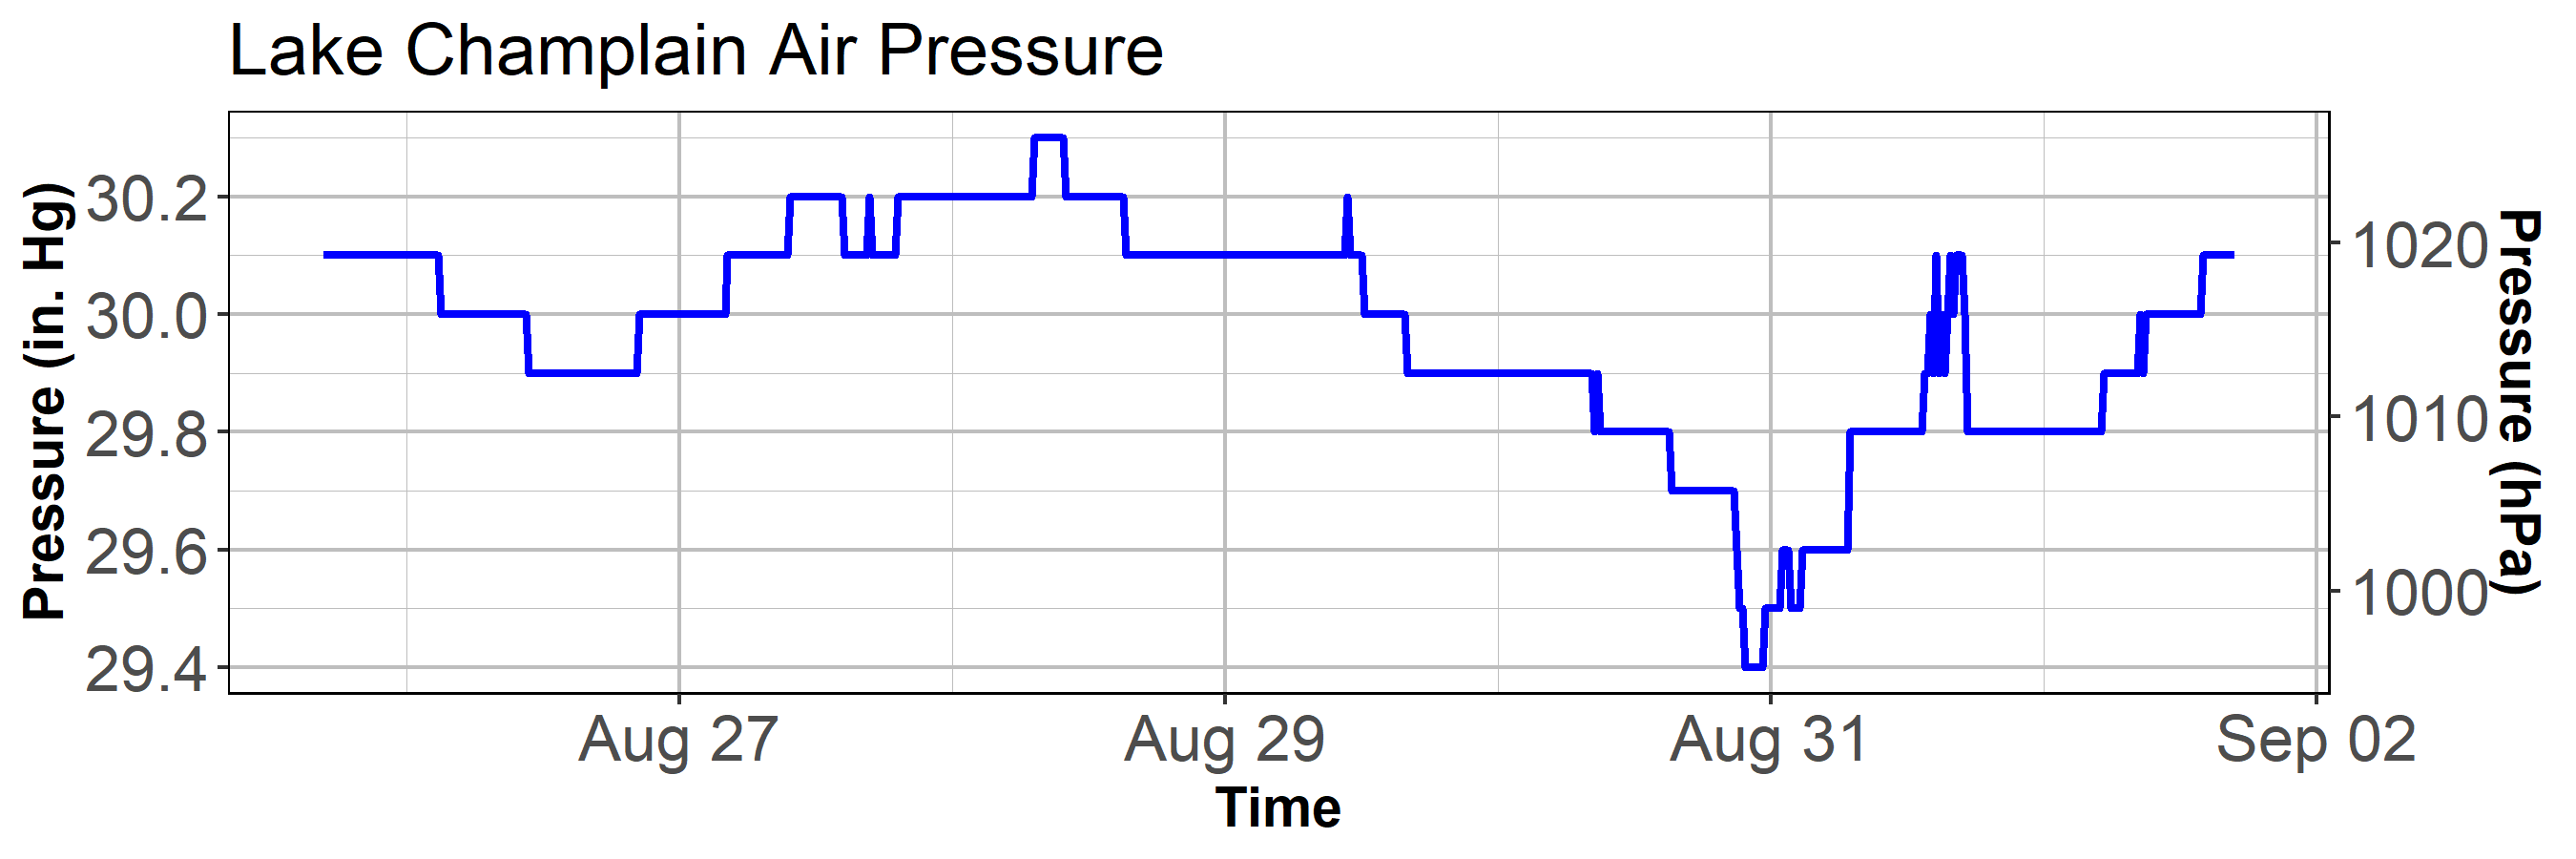 Lake Champlain Air Pressure
Pressure (in. Hg)
30.2
30.0
29.8
29.6
29.4
1020
1010
1000
Pressure (hPa)
Aug 27 Aug 29 Aug 31 Sep 02
Time